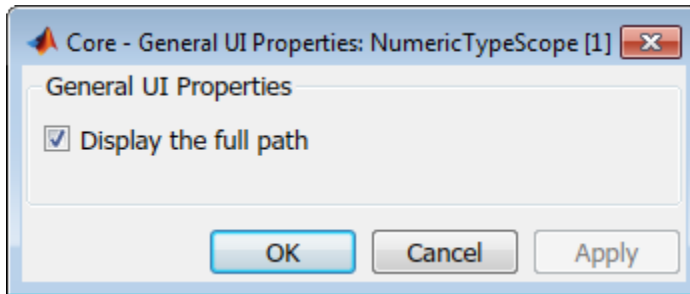 Core - General UI Properties: NumericTypeScope [1]
General UI Properties
Display the full path
OK Cancel Apply